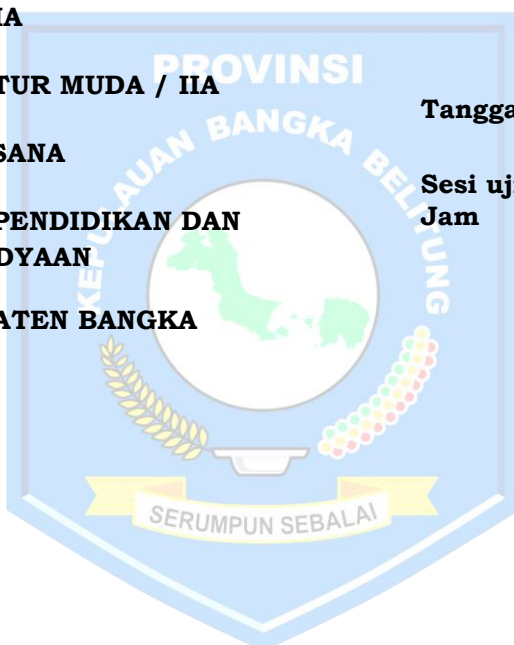 IA
TUR MUDA / IIA
SANA
PENDIDIKAN DAN
DYAAN
ATEN BANGKA
Tangga
Sesi uj
Jam
PROVINSI
KEPULAUAN BANGKA BELITUNG
SERUMPUN SEBALAI